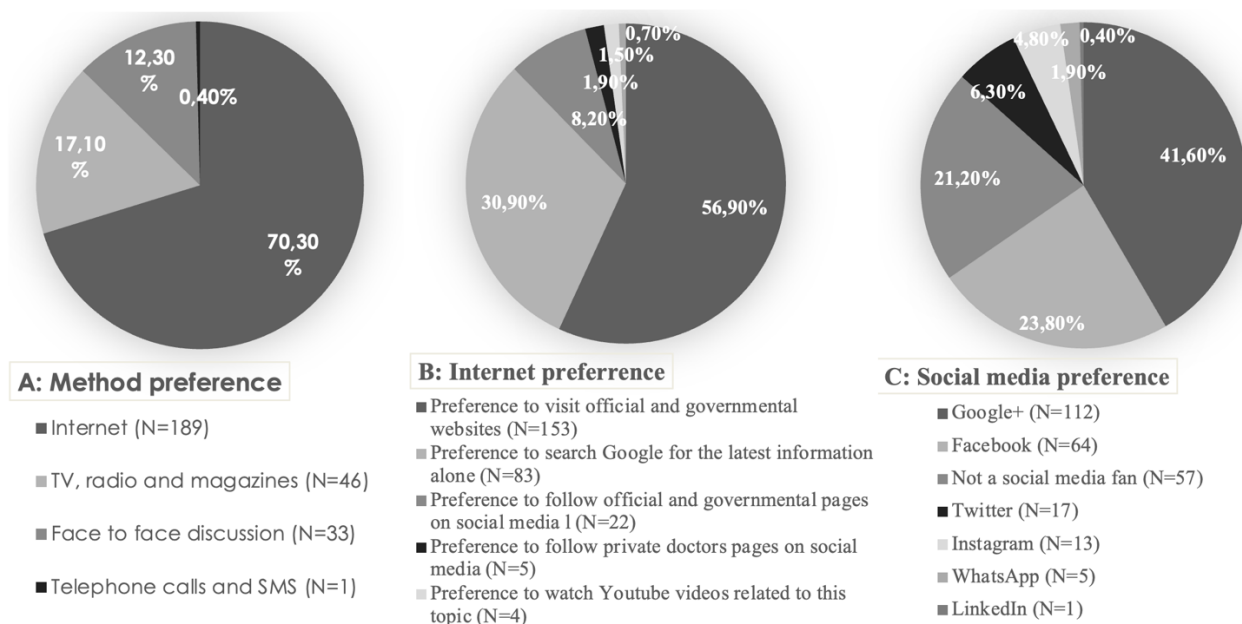 12,30
%
0,40%
17,10
%
70,30
%
A: Method preference
■ Internet (N=189)
■ TV, radio and magazines (N=46)
■ Face to face discussion (N=33)
■ Telephone calls and SMS (N=1)
0,70%
1,50%
1,90%
8,20%
30,90%
56,90%
B: Internet preferrence
■ Preference to visit official and governmental
websites (N=153)
■ Preference to search Google for the latest information
alone (N=83)
■ Preference to follow official and governmental pages
on social media l (N=22)
■ Preference to follow private doctors pages on social
media (N=5)
■ Preference to watch Youtube videos related to this
topic (N=4)
4,80%
0,40%
1,90%
6,30%
41,60%
21,20%
23,80%
C: Social media preference
■ Google+ (N=112)
■ Facebook (N=64)
■ Not a social media fan (N=57)
■ Twitter (N=17)
■ Instagram (N=13)
■ WhatsApp (N=5)
■ LinkedIn (N=1)